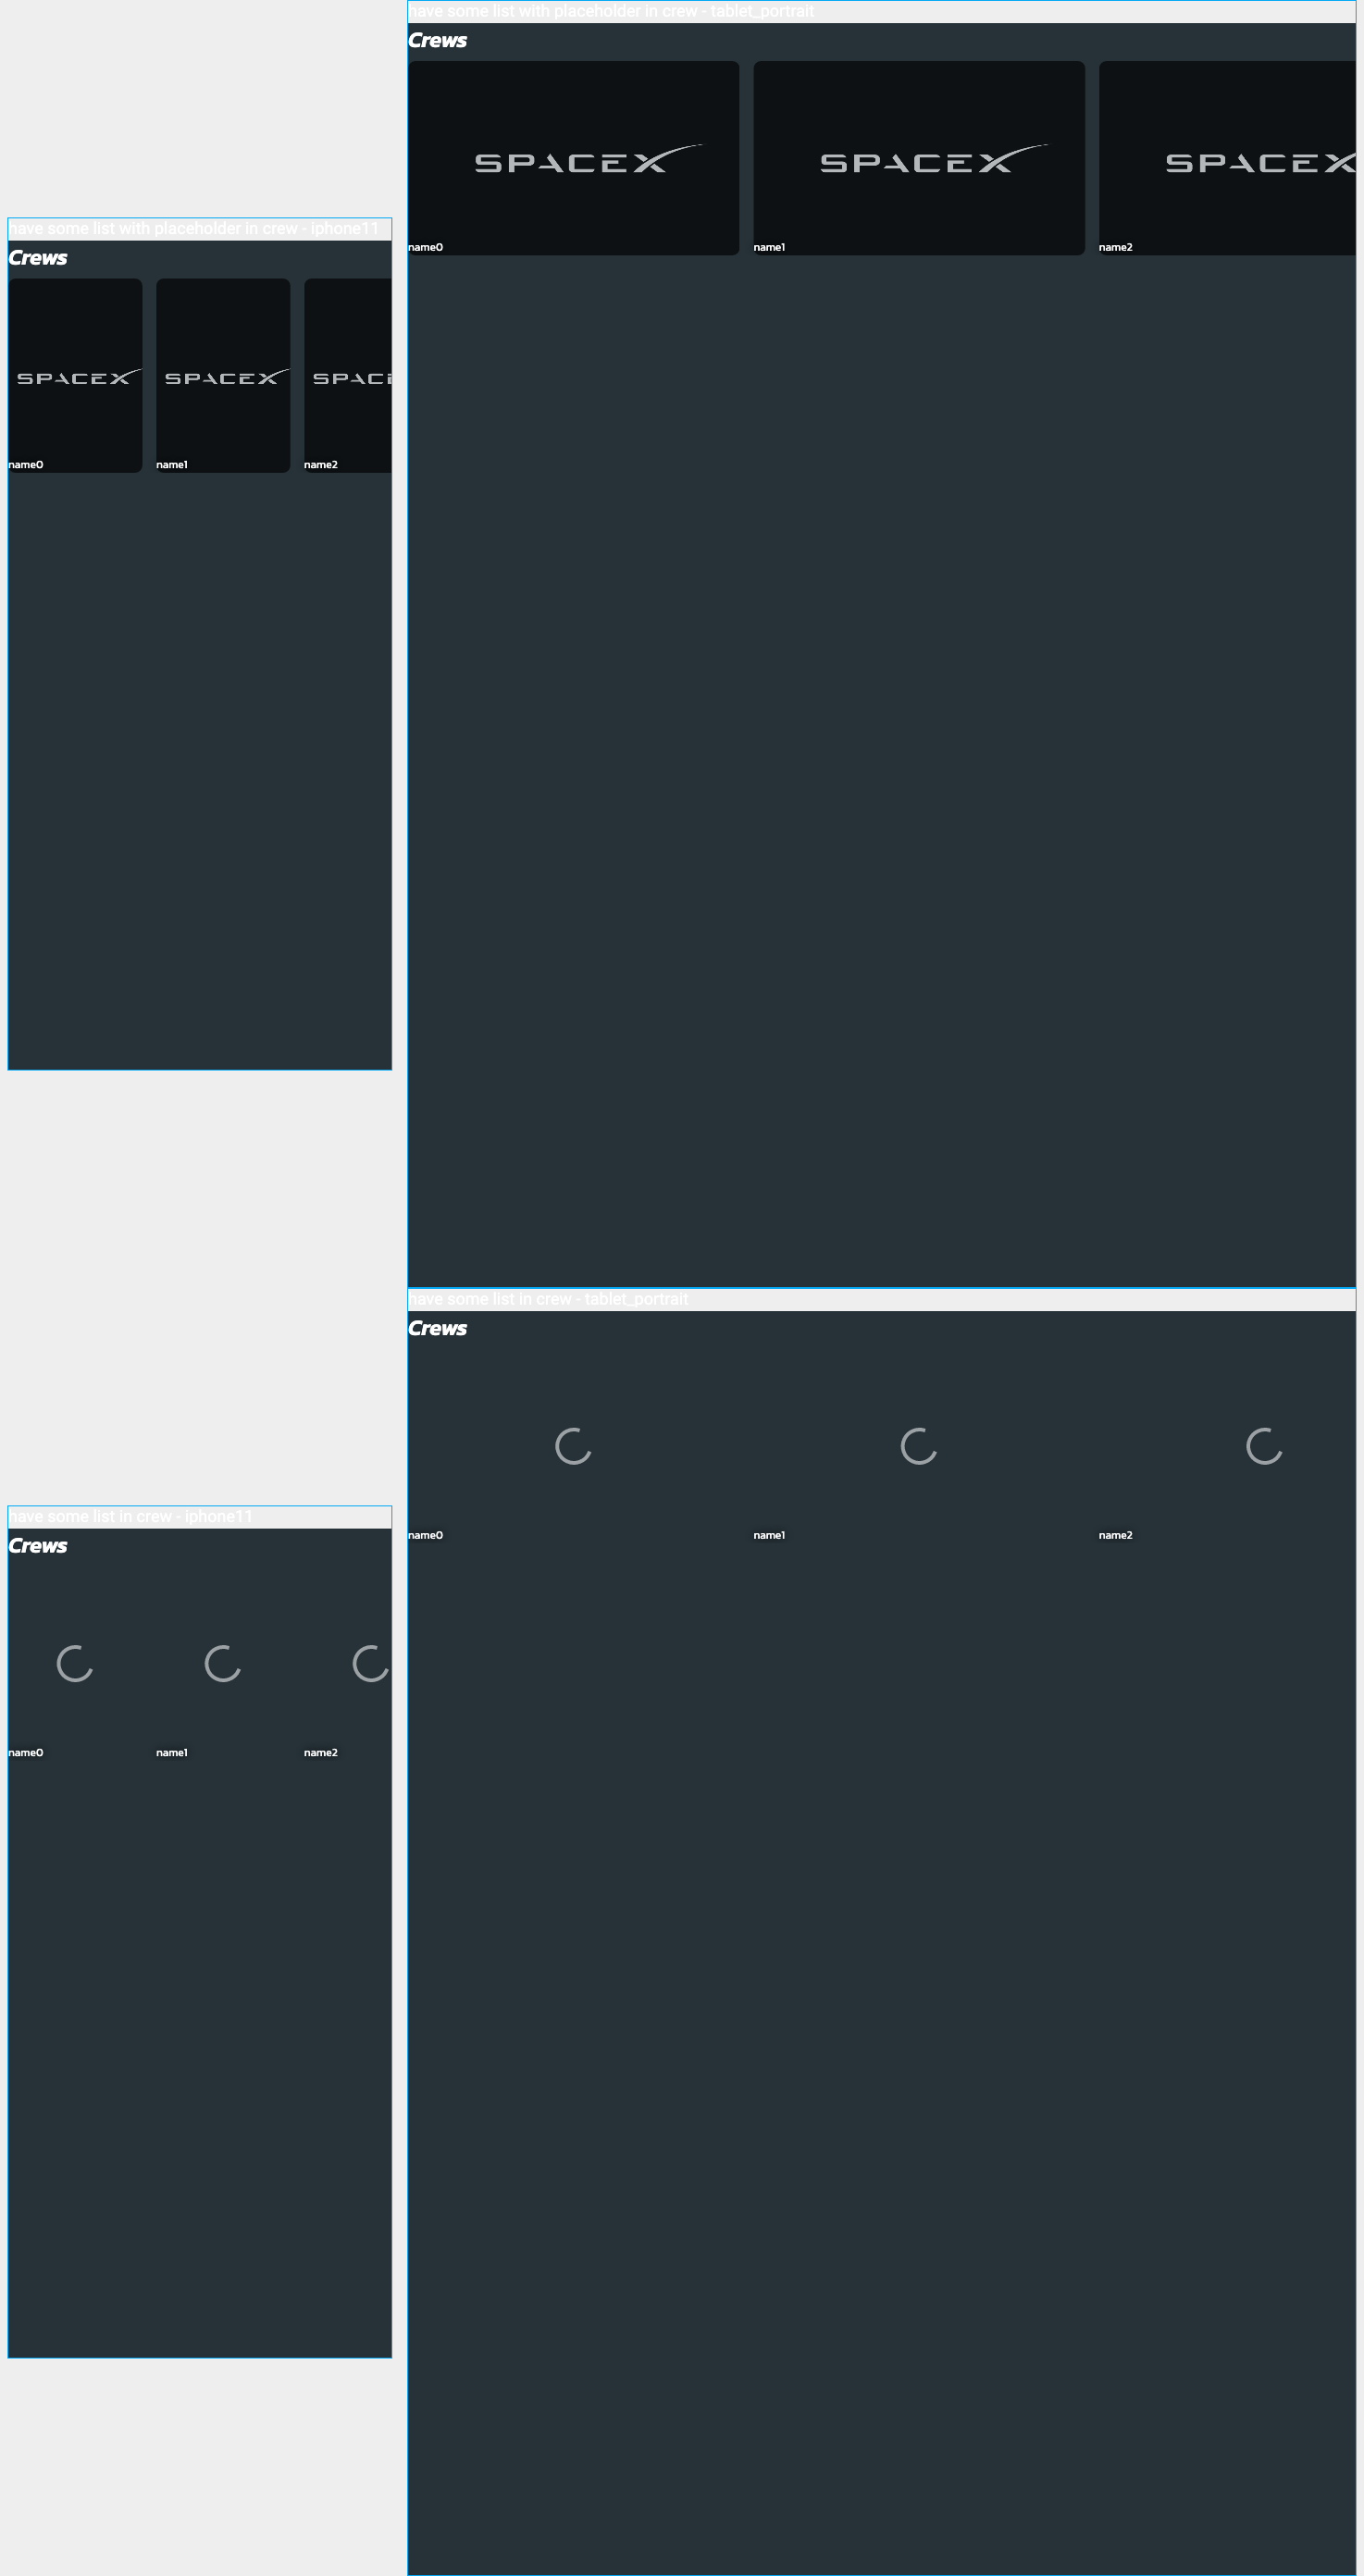 have some list with placeholder in crew - tablet_portrait
Crews
SPACEX SPACEX SPACEX
name0 name1 name2
have some list with placeholder in crew - iphone11
Crews
SPACEX SPACEX SPACE
name0 name1 name2
have some list in crew - tablet_portrait
Crews
name0 name1 name2
have some list in crew - iphone11
Crews
name0 name1 name2